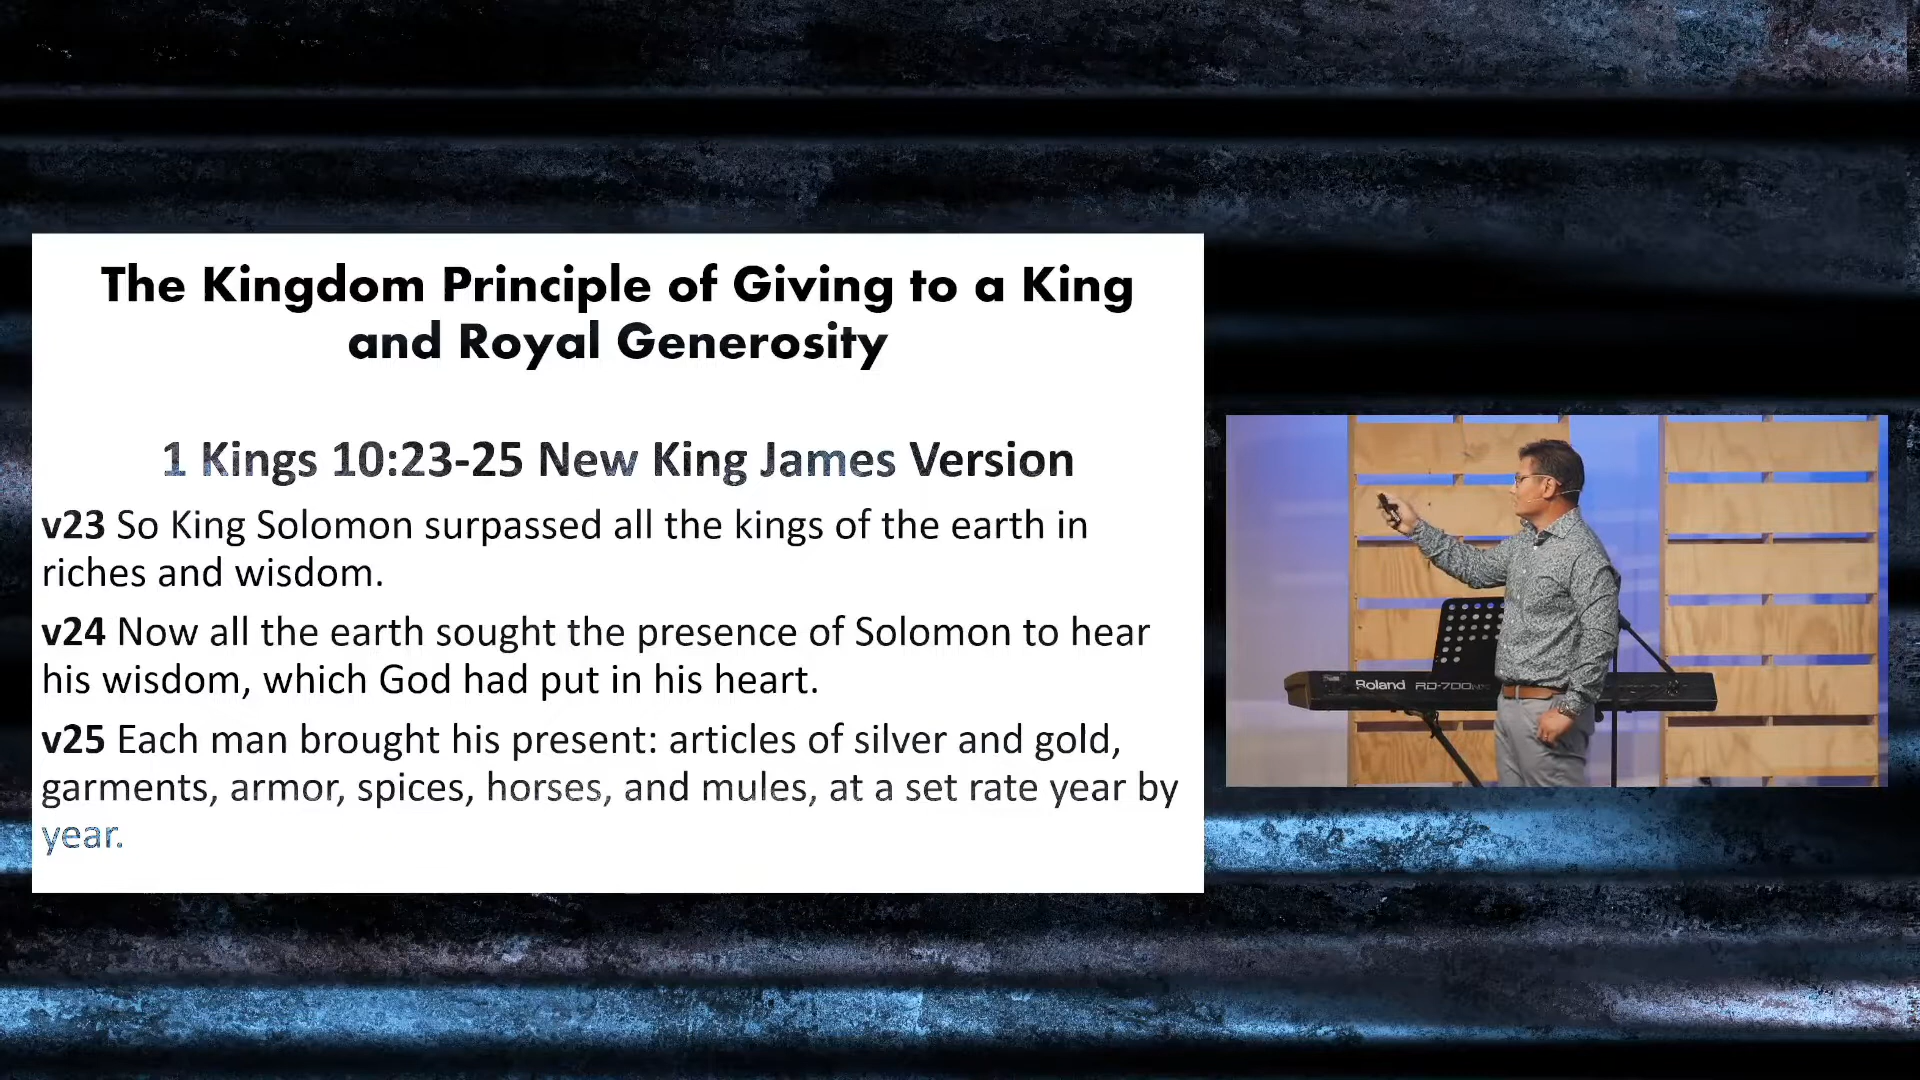 The Kingdom Principle of Giving to a King
and Royal Generosity
1 Kings 10:23-25 New King James Version
v23 So King Solomon surpassed all the kings of the earth in
riches and wisdom.
v24 Now all the earth sought the presence of Solomon to hear
his wisdom, which God had put in his heart.
v25 Each man brought his present: articles of silver and gold,
garments, armor, spices, horses, and mules, at a set rate year by
year.
Roland RD-700